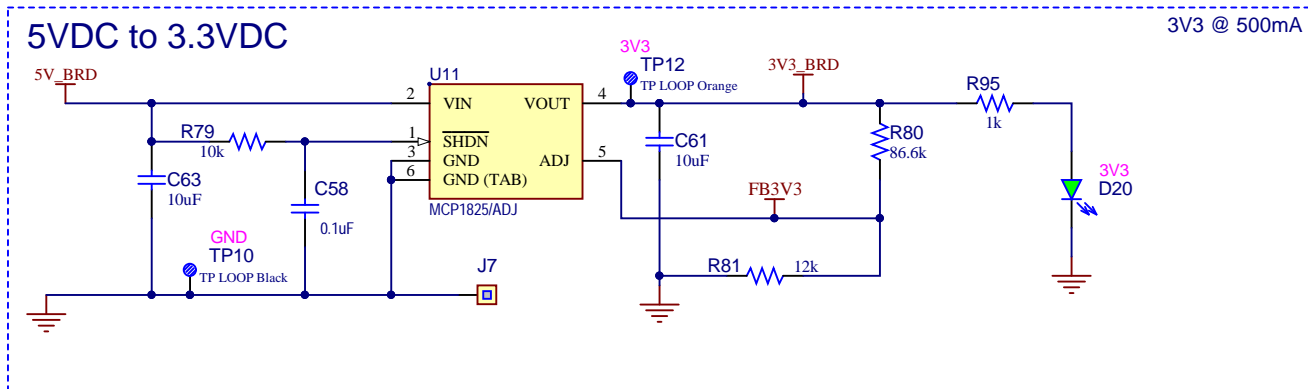 5VDC to 3.3VDC
3V3 @ 500mA
5V_BRD
U11
2
VIN
VOUT
4
1
SHDN
3
GND
6
GND (TAB)
ADJ
5
MCP1825/ADJ
3V3
TP12
TP LOOP Orange
3V3_BRD
R95
1k
R79
10k
C63
10uF
C58
0.1uF
C61
10uF
R80
86.6k
FB3V3
3V3
D20
GND
TP10
TP LOOP Black
J7
R81
12k